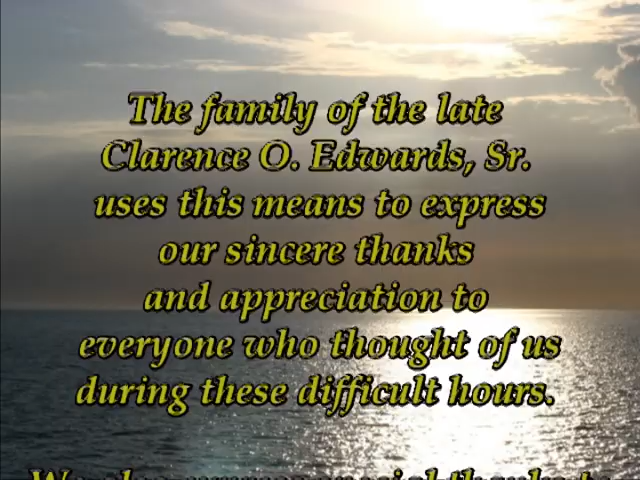 The family of the late
Clarence O. Edwards, Sr.
uses this means to express
our sincere thanks
and appreciation to
everyone who thought of us
during these difficult hours.